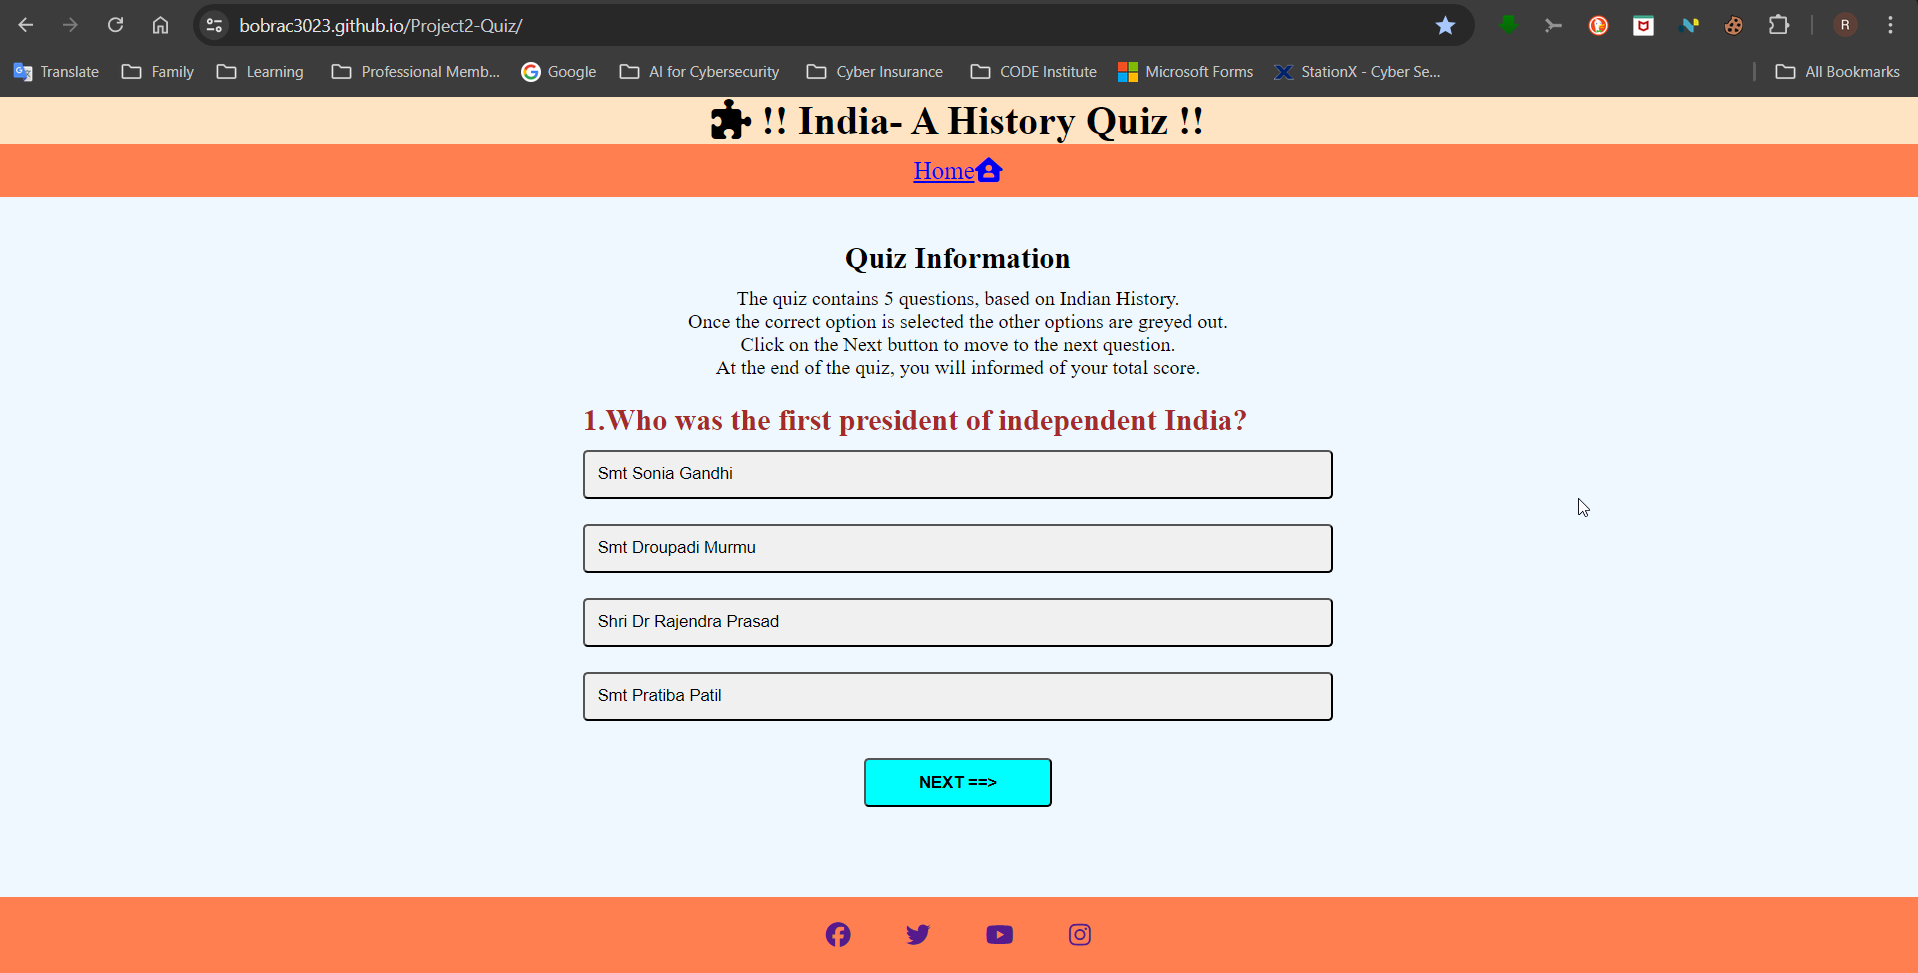 bobrac3023.github.io/Project2-Quiz/
R
Translate Family Learning Professional Memb... Google AI for Cybersecurity Cyber Insurance CODE Institute Microsoft Forms StationX - Cyber Se... All Bookmarks
!! India- A History Quiz !!
Home
Quiz Information
The quiz contains 5 questions, based on Indian History.
Once the correct option is selected the other options are greyed out.
Click on the Next button to move to the next question.
At the end of the quiz, you will informed of your total score.
1.Who was the first president of independent India?
Smt Sonia Gandhi
Smt Droupadi Murmu
Shri Dr Rajendra Prasad
Smt Pratiba Patil
NEXT ==>